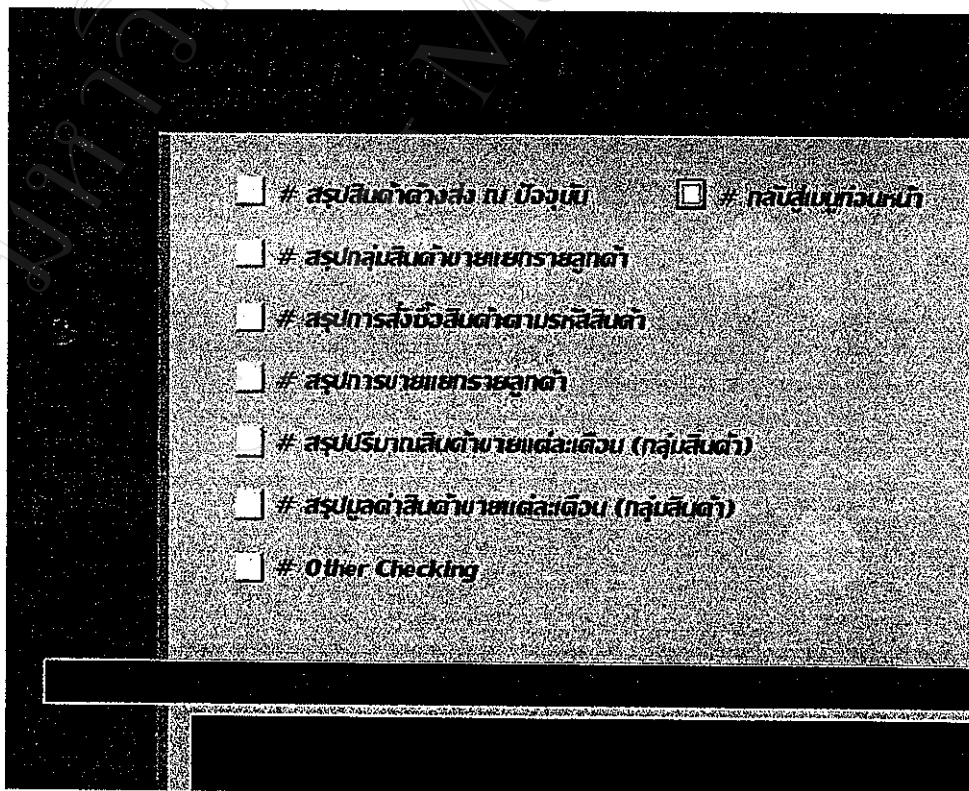 # สรุปสินค้าค้างส่ง ณ ปัจจุบัน # กลับสู่เมนูก่อนหน้า
# สรุปกลุ่มสินค้าขายแยกรายลูกค้า
# สรุปการสั่งซื้อสินค้าตามรหัสสินค้า
# สรุปการขายแยกรายลูกค้า
# สรุปปริมาณสินค้าขายแต่ละเดือน (กลุ่มสินค้า)
# สรุปมูลค่าสินค้าขายแต่ละเดือน (กลุ่มสินค้า)
# Other Checking